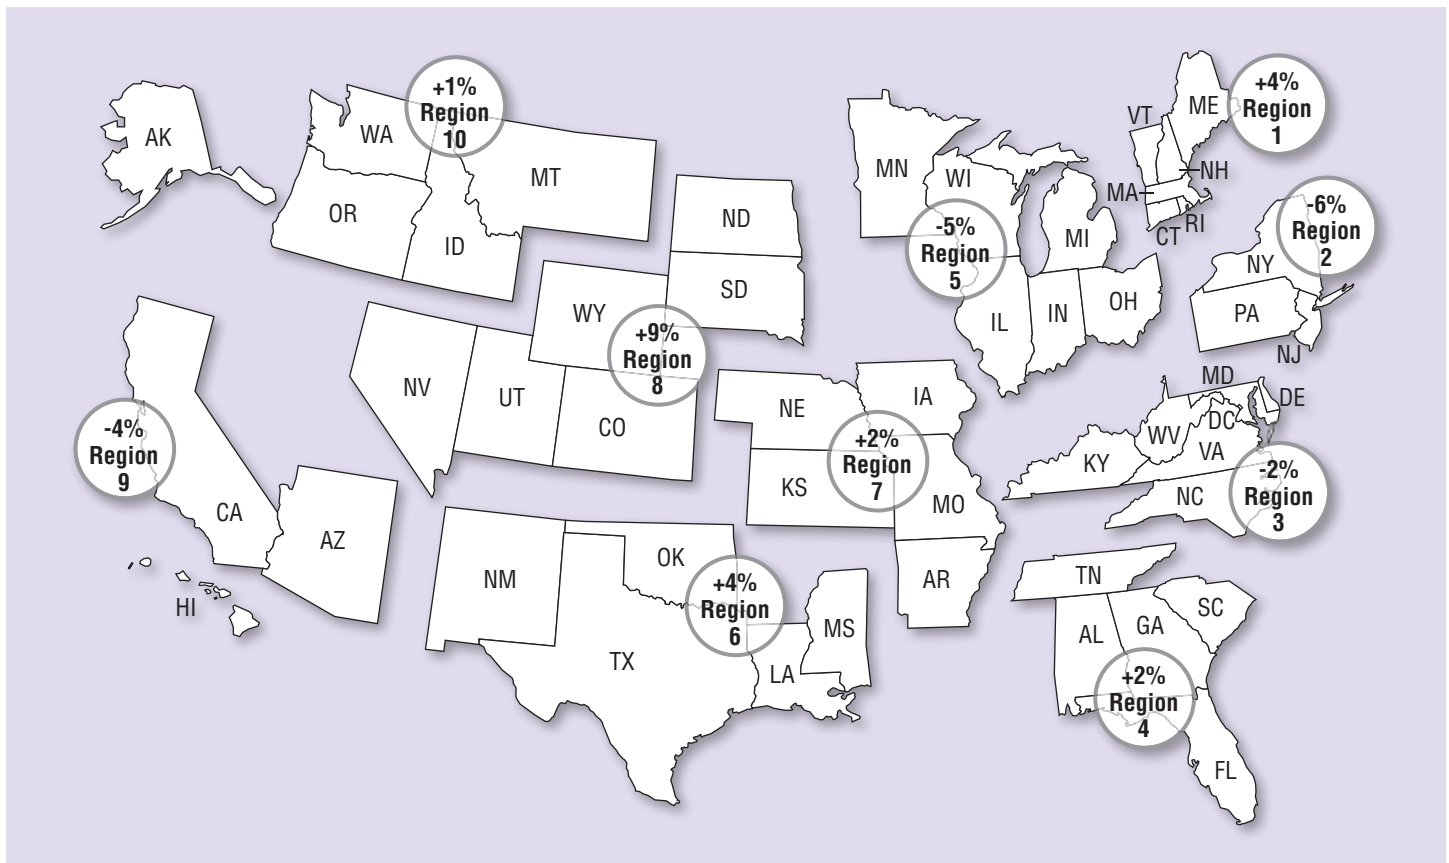 +1%
Region
10
AK
WA
OR
ID
MT
ND
SD
WY
+9%
Region
8
NV
UT
CO
-4%
Region
9
CA
AZ
HI
NM
OK
TX
+4%
Region
6
LA
MS
MN
WI
-5%
Region
5
MI
IL
IN
OH
NE
IA
+2%
Region
7
KS
MO
AR
+4%
Region
1
ME
VT
NH
MA
CT
RI
-6%
Region
2
NY
PA
NJ
MD
DE
DC
WV
VA
KY
NC
-2%
Region
3
TN
SC
GA
AL
+2%
Region
4
FL